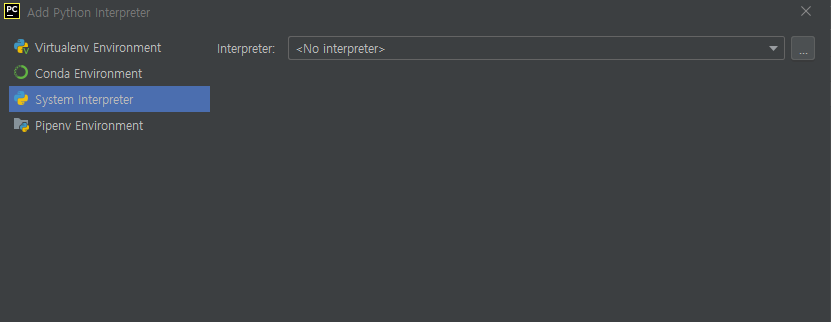 PC Add Python Interpreter
Virtualenv Environment
Interpreter: <No interpreter> ...
Conda Environment
System Interpreter
Pipenv Environment